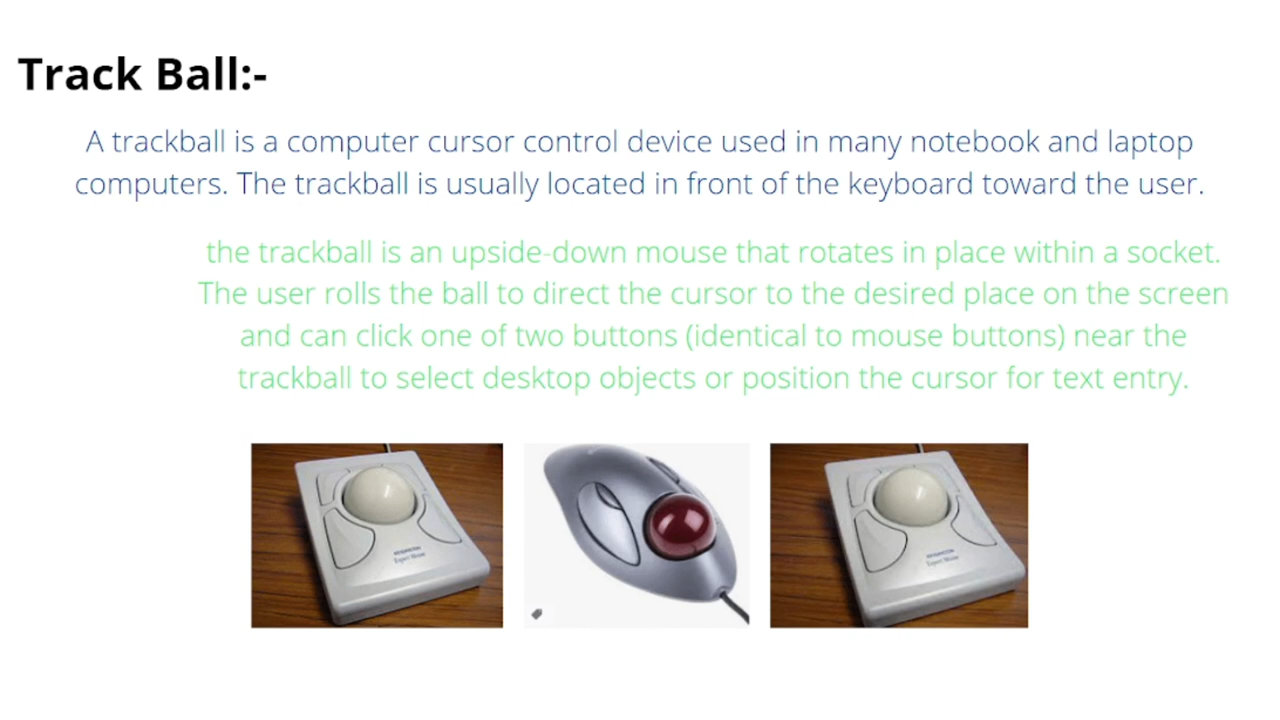 Track Ball:-
A trackball is a computer cursor control device used in many notebook and laptop
computers. The trackball is usually located in front of the keyboard toward the user.
the trackball is an upside-down mouse that rotates in place within a socket.
The user rolls the ball to direct the cursor to the desired place on the screen
and can click one of two buttons (identical to mouse buttons) near the
trackball to select desktop objects or position the cursor for text entry.
Expert Mouse
Expert Mouse